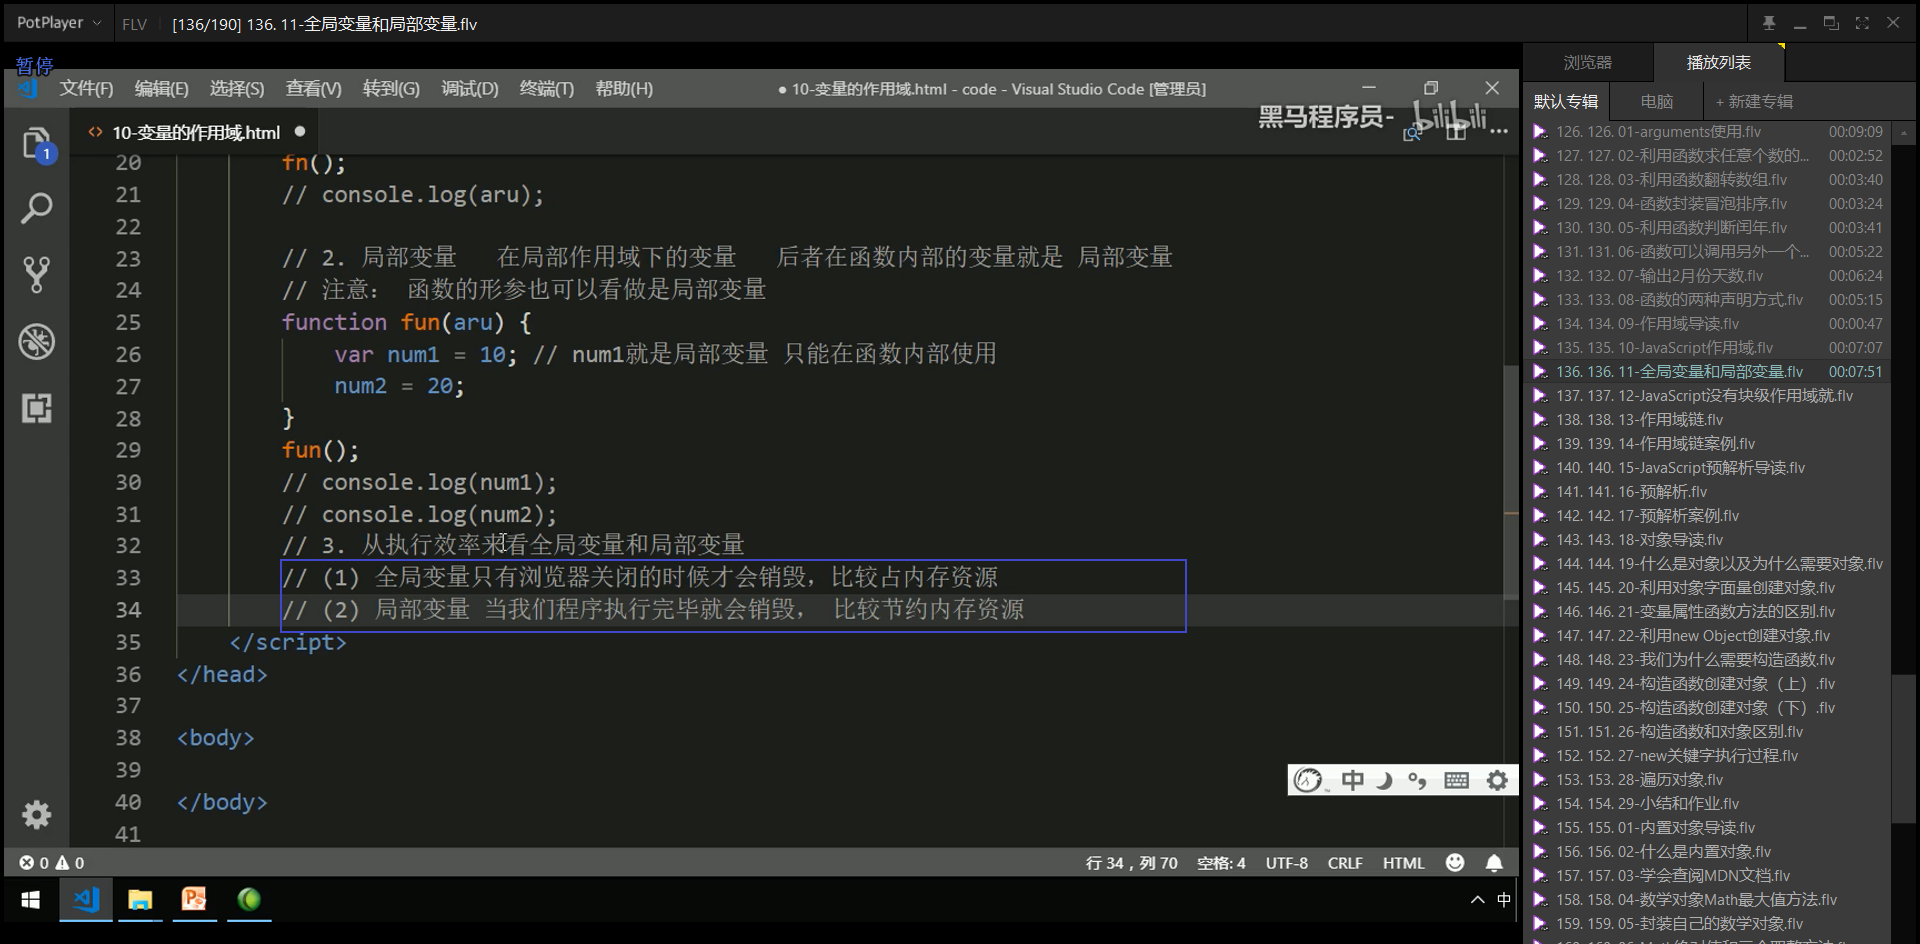 PotPlayer FLV [136/190] 136. 11-全局变量和局部变量.flv
暂停
文件(F) 编辑(E) 选择(S) 查看(V) 转到(G) 调试(D) 终端(T) 帮助(H) ● 10-变量的作用域.html - code - Visual Studio Code [管理员]
黑马程序员- bilibili
<> 10-变量的作用域.html ●
1
20 fn();
21 // console.log(aru);
22
23 // 2. 局部变量 在局部作用域下的变量 后者在函数内部的变量就是 局部变量
24 // 注意： 函数的形参也可以看做是局部变量
25 function fun(aru) {
26 var num1 = 10; // num1就是局部变量 只能在函数内部使用
27 num2 = 20;
28 }
29 fun();
30 // console.log(num1);
31 // console.log(num2);
32 // 3. 从执行效率来看全局变量和局部变量
33 // (1) 全局变量只有浏览器关闭的时候才会销毁，比较占内存资源
34 // (2) 局部变量 当我们程序执行完毕就会销毁， 比较节约内存资源
35 </script>
36 </head>
37
38 <body>
39
40 </body>
41
中
0 0 行 34，列 70 空格: 4 UTF-8 CRLF HTML
中
浏览器 播放列表
默认专辑 电脑 + 新建专辑
126. 126. 01-arguments使用.flv 00:09:09
127. 127. 02-利用函数求任意个数的... 00:02:52
128. 128. 03-利用函数翻转数组.flv 00:03:40
129. 129. 04-函数封装冒泡排序.flv 00:03:24
130. 130. 05-利用函数判断闰年.flv 00:03:41
131. 131. 06-函数可以调用另外一个... 00:05:22
132. 132. 07-输出2月份天数.flv 00:06:24
133. 133. 08-函数的两种声明方式.flv 00:05:15
134. 134. 09-作用域导读.flv 00:00:47
135. 135. 10-JavaScript作用域.flv 00:07:07
136. 136. 11-全局变量和局部变量.flv 00:07:51
137. 137. 12-JavaScript没有块级作用域就.flv
138. 138. 13-作用域链.flv
139. 139. 14-作用域链案例.flv
140. 140. 15-JavaScript预解析导读.flv
141. 141. 16-预解析.flv
142. 142. 17-预解析案例.flv
143. 143. 18-对象导读.flv
144. 144. 19-什么是对象以及为什么需要对象.flv
145. 145. 20-利用对象字面量创建对象.flv
146. 146. 21-变量属性函数方法的区别.flv
147. 147. 22-利用new Object创建对象.flv
148. 148. 23-我们为什么需要构造函数.flv
149. 149. 24-构造函数创建对象（上）.flv
150. 150. 25-构造函数创建对象（下）.flv
151. 151. 26-构造函数和对象区别.flv
152. 152. 27-new关键字执行过程.flv
153. 153. 28-遍历对象.flv
154. 154. 29-小结和作业.flv
155. 155. 01-内置对象导读.flv
156. 156. 02-什么是内置对象.flv
157. 157. 03-学会查阅MDN文档.flv
158. 158. 04-数学对象Math最大值方法.flv
159. 159. 05-封装自己的数学对象.flv